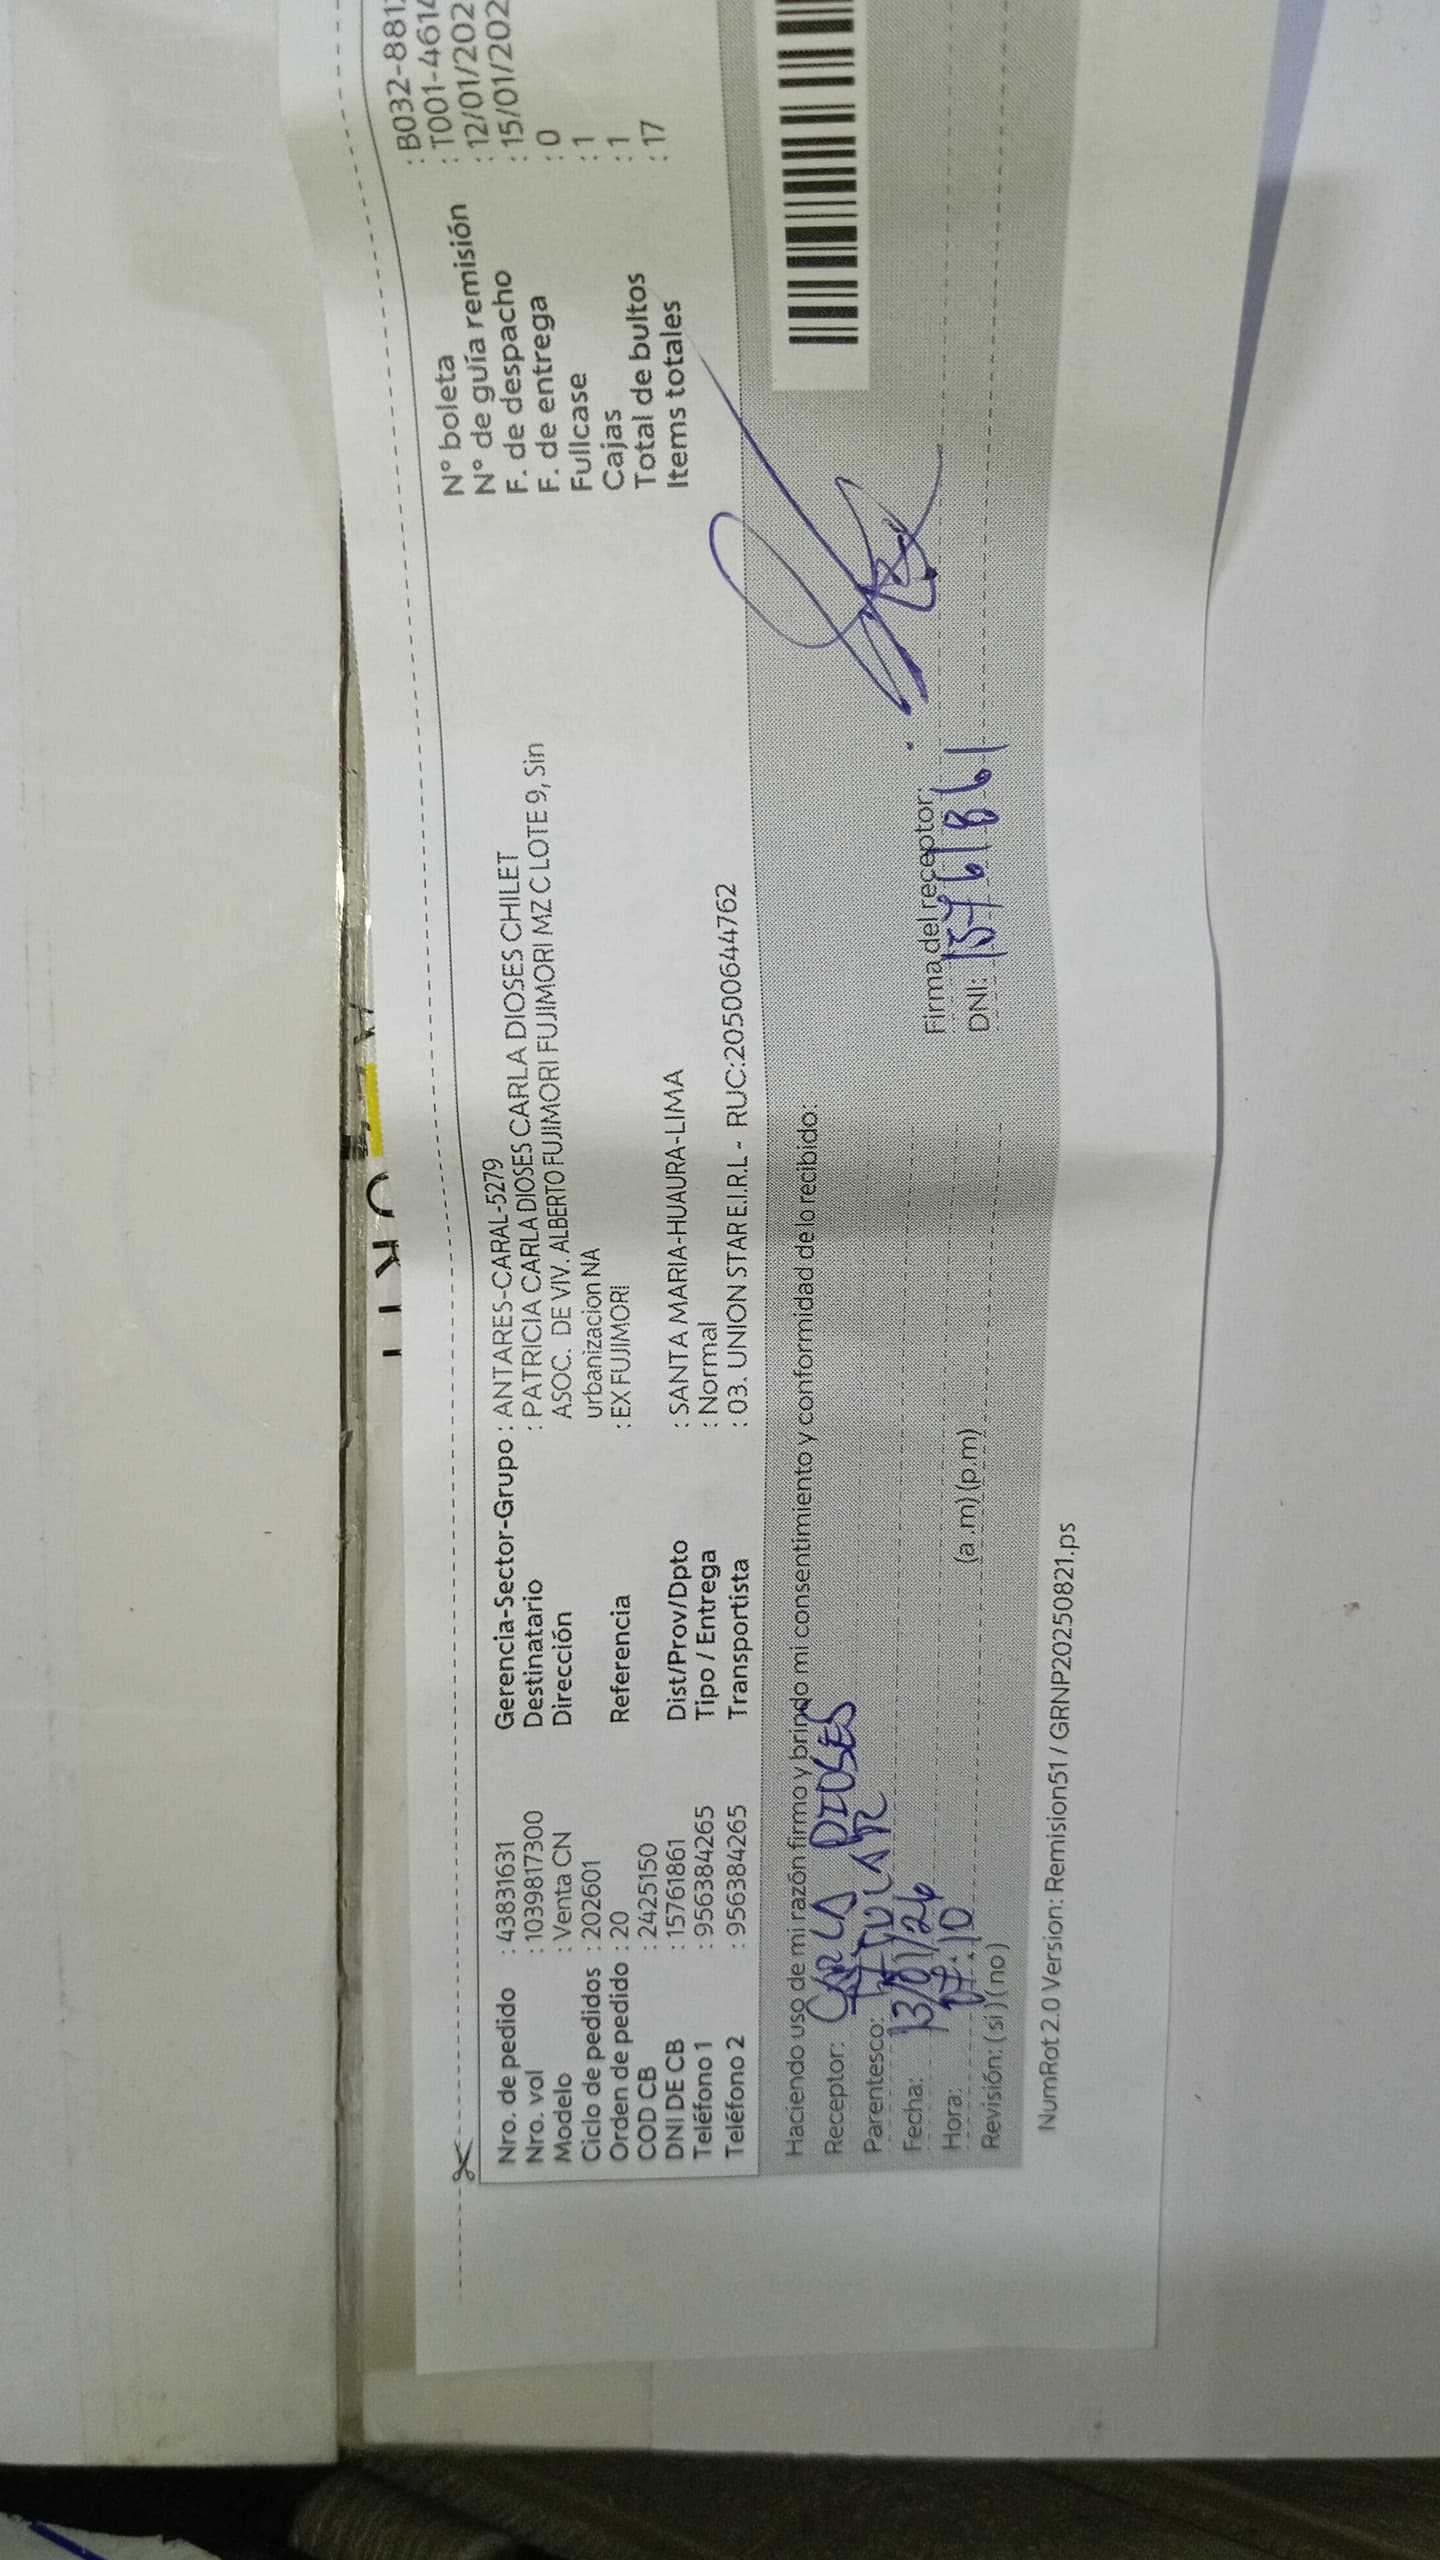 Nro. de pedido : 43831631
Nro. vol : 1039817300
Modelo : Venta CN
Ciclo de pedidos : 202601
Orden de pedido : 20
COD CB : 2425150
DNI DE CB : 15761861
Teléfono 1 : 956384265
Teléfono 2 : 956384265
Gerencia-Sector-Grupo : ANTARES-CARAL-5279
Destinatario : PATRICIA CARLA DIOSES CARLA DIOSES CHILET
Dirección ASOC. DE VIV. ALBERTO FUJIMORI FUJIMORI FUJIMORI MZ C LOTE 9, Sin
urbanizacion NA
Referencia : EX FUJIMORI
Dist/Prov/Dpto : SANTA MARIA-HUAURA-LIMA
Tipo / Entrega : Normal
Transportista : 03. UNION STAR E.I.R.L - RUC:20500644762
N° boleta : B032-881
N° de guía remisión : T001-4614
F. de despacho : 12/01/202
F. de entrega : 15/01/202
Fullcase : 0
Cajas : 1
Total de bultos : 1
Items totales : 17
Haciendo uso de mi razón firmo y brindo mi consentimiento y conformidad de lo recibido:
Receptor: CARLA DIOSES
Parentesco: TITULAR
Fecha: 13/01/26
Hora: 17:10 (a .m) (p.m)
Revisión: ( si ) ( no )
Firma del receptor:
DNI: 15761861
NumRot 2.0 Version: Remision51 / GRNP20250821.ps